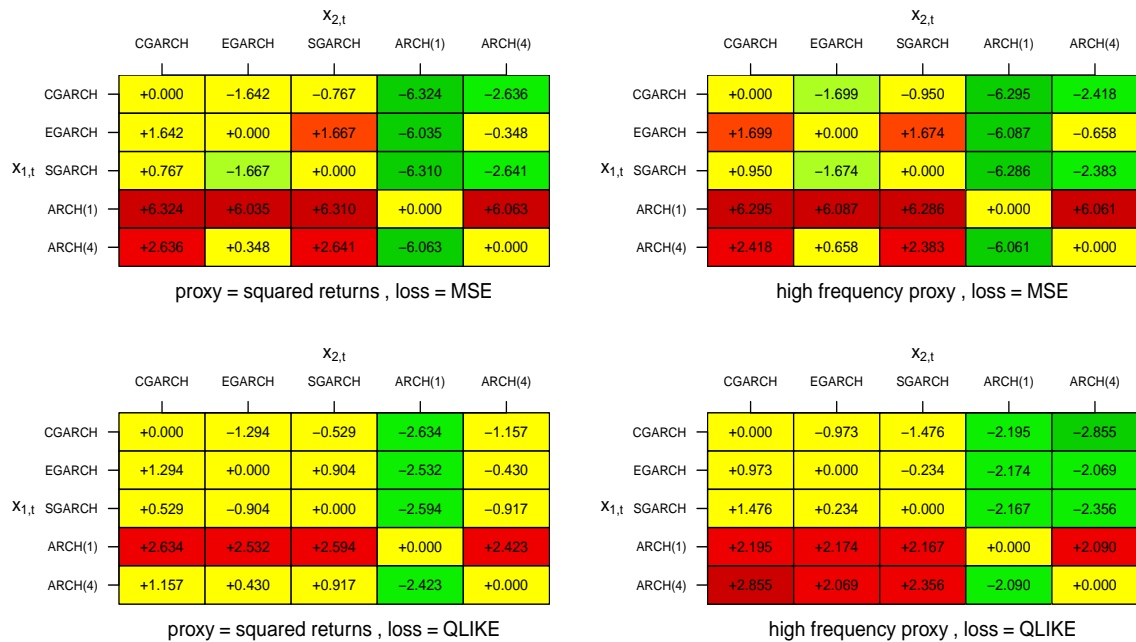 x2,t
CGARCH EGARCH SGARCH ARCH(1) ARCH(4)
CGARCH +0.000 −1.642 −0.767 −6.324 −2.636
EGARCH +1.642 +0.000 +1.667 −6.035 −0.348
x1,t SGARCH +0.767 −1.667 +0.000 −6.310 −2.641
ARCH(1) +6.324 +6.035 +6.310 +0.000 +6.063
ARCH(4) +2.636 +0.348 +2.641 −6.063 +0.000
proxy = squared returns , loss = MSE
x2,t
CGARCH EGARCH SGARCH ARCH(1) ARCH(4)
CGARCH +0.000 −1.699 −0.950 −6.295 −2.418
EGARCH +1.699 +0.000 +1.674 −6.087 −0.658
x1,t SGARCH +0.950 −1.674 +0.000 −6.286 −2.383
ARCH(1) +6.295 +6.087 +6.286 +0.000 +6.061
ARCH(4) +2.418 +0.658 +2.383 −6.061 +0.000
high frequency proxy , loss = MSE
x2,t
CGARCH EGARCH SGARCH ARCH(1) ARCH(4)
CGARCH +0.000 −1.294 −0.529 −2.634 −1.157
EGARCH +1.294 +0.000 +0.904 −2.532 −0.430
x1,t SGARCH +0.529 −0.904 +0.000 −2.594 −0.917
ARCH(1) +2.634 +2.532 +2.594 +0.000 +2.423
ARCH(4) +1.157 +0.430 +0.917 −2.423 +0.000
proxy = squared returns , loss = QLIKE
x2,t
CGARCH EGARCH SGARCH ARCH(1) ARCH(4)
CGARCH +0.000 −0.973 −1.476 −2.195 −2.855
EGARCH +0.973 +0.000 −0.234 −2.174 −2.069
x1,t SGARCH +1.476 +0.234 +0.000 −2.167 −2.356
ARCH(1) +2.195 +2.174 +2.167 +0.000 +2.090
ARCH(4) +2.855 +2.069 +2.356 −2.090 +0.000
high frequency proxy , loss = QLIKE